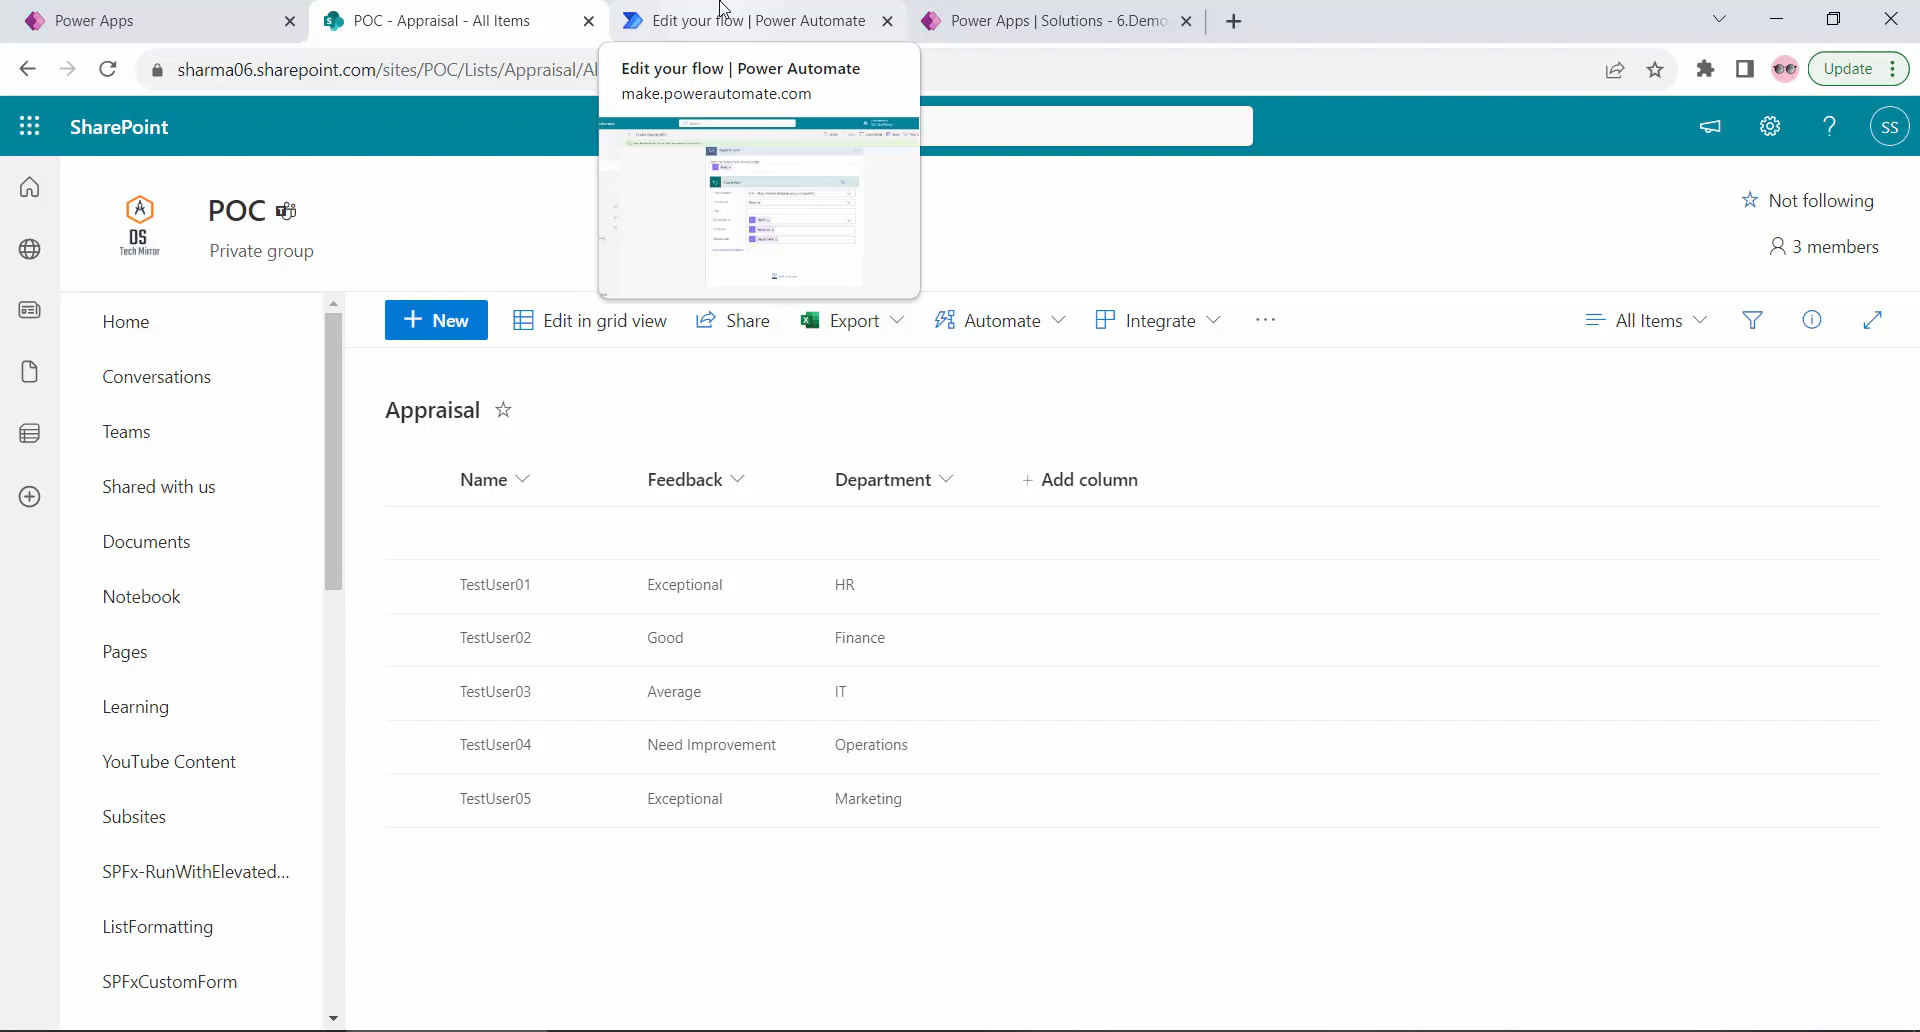 Power Apps
POC - Appraisal - All Items
Edit your flow | Power Automate
Power Apps | Solutions - 6.Demo
sharma06.sharepoint.com/sites/POC/Lists/Appraisal/Al
Update
Edit your flow | Power Automate
make.powerautomate.com
SharePoint
SS
DS
Tech Mirror
POC
Private group
Not following
3 members
New
Edit in grid view
Share
Export
Automate
Integrate
All Items
Home
Conversations
Teams
Shared with us
Documents
Notebook
Pages
Learning
YouTube Content
Subsites
SPFx-RunWithElevated...
ListFormatting
SPFxCustomForm
Appraisal
Name Feedback Department + Add column
TestUser01 Exceptional HR
TestUser02 Good Finance
TestUser03 Average IT
TestUser04 Need Improvement Operations
TestUser05 Exceptional Marketing